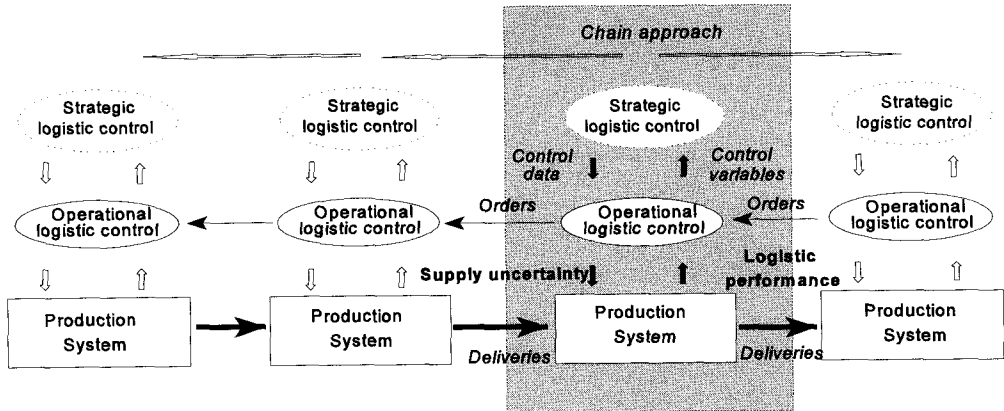 Chain approach
Strategic
logistic control
Strategic
logistic control
Strategic
logistic control
Strategic
logistic control
Control
data
Control
variables
Operational
logistic control
Operational
logistic control
Orders
Operational
logistic control
Orders
Operational
logistic control
Supply uncertainty
Logistic
performance
Production
System
Production
System
Deliveries
Production
System
Deliveries
Production
System